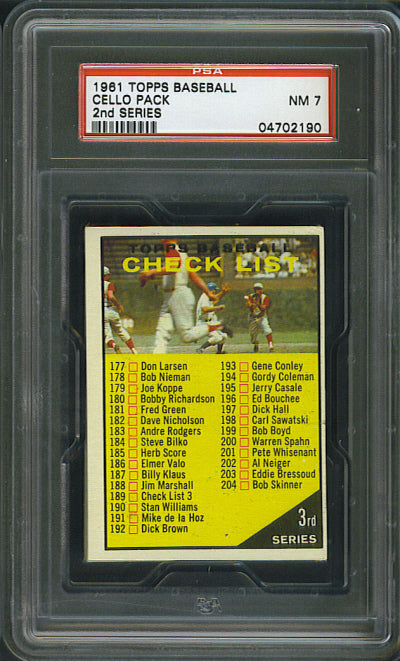 PSA
1961 TOPPS BASEBALL
CELLO PACK NM 7
2nd SERIES
04702190
TOPPS BASEBALL
CHECK LIST
177 Don Larsen
178 Bob Nieman
179 Joe Koppe
180 Bobby Richardson
181 Fred Green
182 Dave Nicholson
183 Andre Rodgers
184 Steve Bilko
185 Herb Score
186 Elmer Valo
187 Billy Klaus
188 Jim Marshall
189 Check List 3
190 Stan Williams
191 Mike de la Hoz
192 Dick Brown
193 Gene Conley
194 Gordy Coleman
195 Jerry Casale
196 Ed Bouchee
197 Dick Hall
198 Carl Sawatski
199 Bob Boyd
200 Warren Spahn
201 Pete Whisenant
202 Al Neiger
203 Eddie Bressoud
204 Bob Skinner
3rd
SERIES